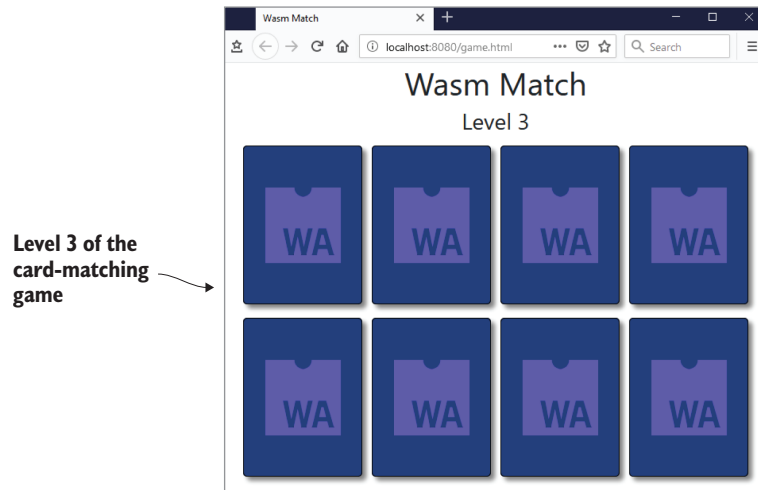 Wasm Match
localhost:8080/game.html
Search
Wasm Match
Level 3
Level 3 of the
card-matching
game
WA WA WA WA
WA WA WA WA